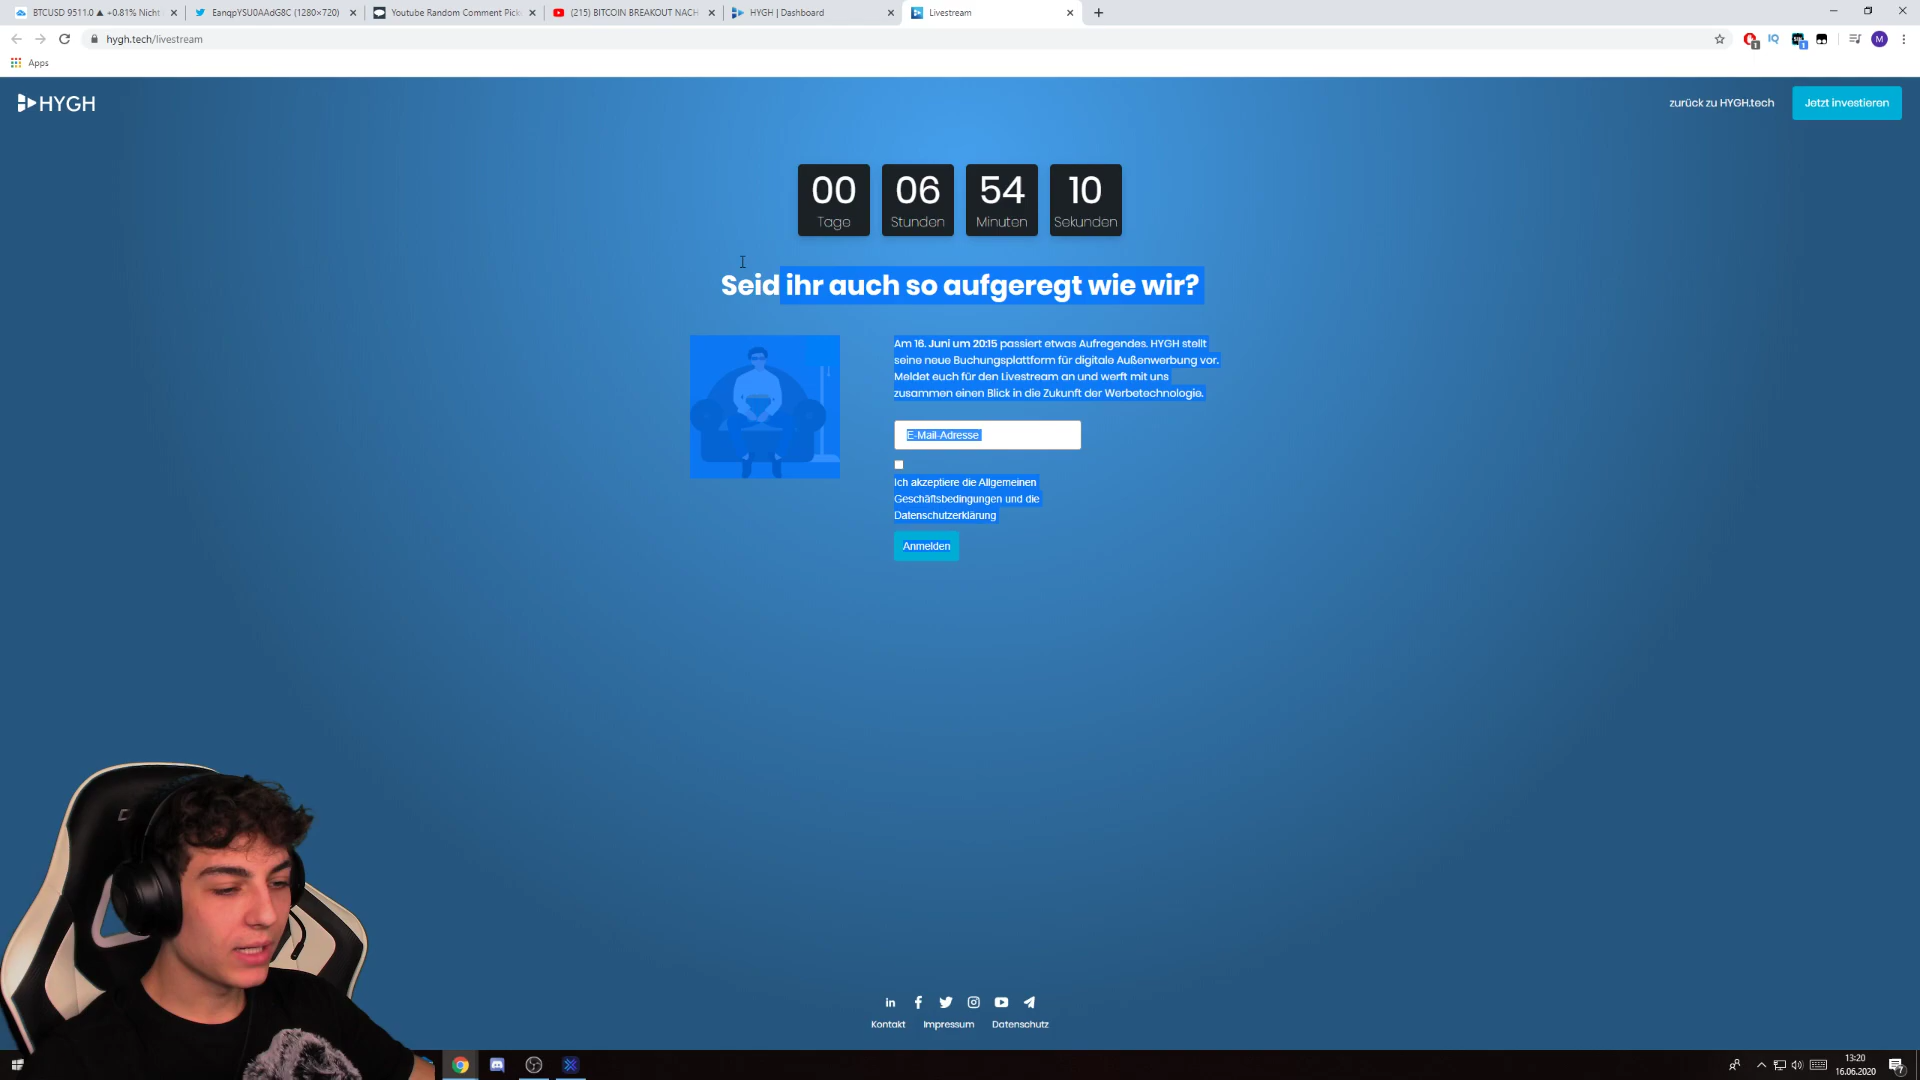 BTCUSD 9511.0 ▲ +0.81% Nicht
EanqpYSU0AAdG8C (1280×720)
Youtube Random Comment Pick
(215) BITCOIN BREAKOUT NACH
HYGH | Dashboard
Livestream
hygh.tech/livestream
Apps
HYGH
zurück zu HYGH.tech
Jetzt investieren
00 06 54 10
Tage Stunden Minuten Sekunden
Seid ihr auch so aufgeregt wie wir?
Am 16. Juni um 20:15 passiert etwas Aufregendes. HYGH stellt
seine neue Buchungsplattform für digitale Außenwerbung vor.
Meldet euch für den Livestream an und werft mit uns
zusammen einen Blick in die Zukunft der Werbetechnologie.
E-Mail-Adresse
Ich akzeptiere die Allgemeinen
Geschäftsbedingungen und die
Datenschutzerklärung
Anmelden
Kontakt Impressum Datenschutz
13:20
16.06.2020